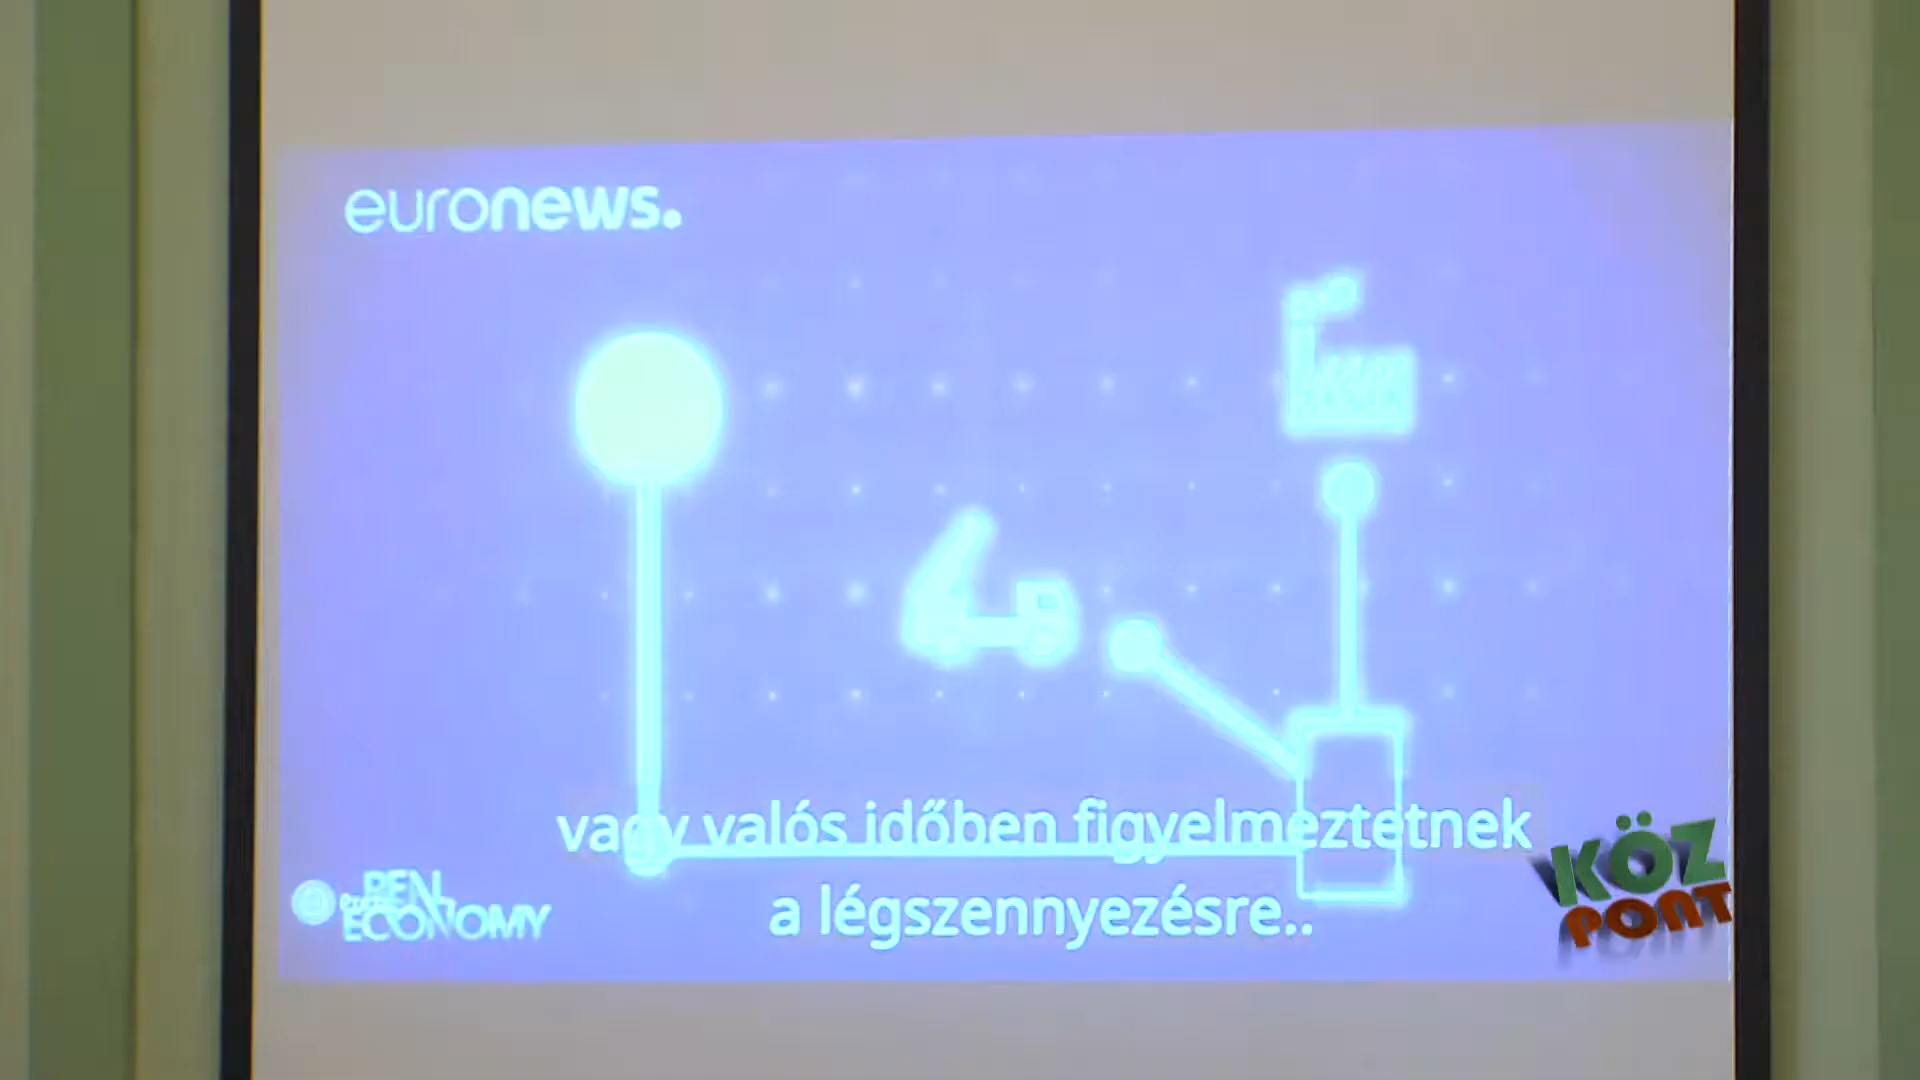 euronews.
vagy valós időben figyelmeztetnek
a légszennyezésre..
ECONOMY
KÖZ
PONT